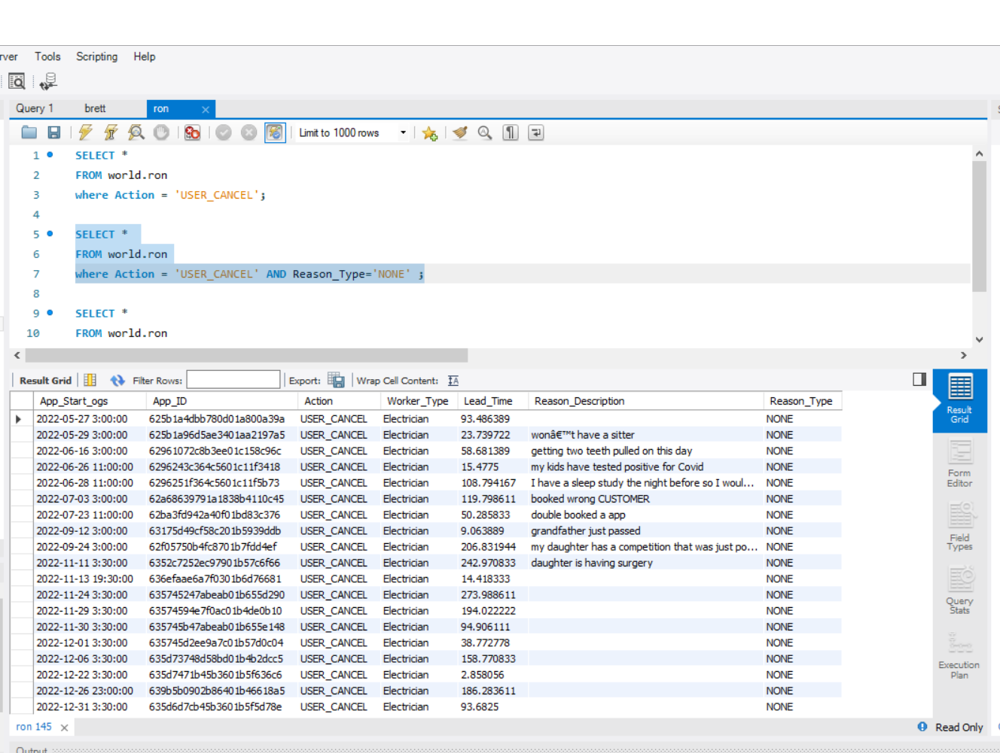 rver Tools Scripting Help
Query 1 brett ron ×
Limit to 1000 rows
1 SELECT *
2 FROM world.ron
3 where Action = 'USER_CANCEL';
4
5 SELECT *
6 FROM world.ron
7 where Action = 'USER_CANCEL' AND Reason_Type='NONE' ;
8
9 SELECT *
10 FROM world.ron
Result Grid Filter Rows: Export: Wrap Cell Content:
App_Start_ogs App_ID Action Worker_Type Lead_Time Reason_Description Reason_Type
2022-05-27 3:00:00 625b1a4dbb780d01a800a39a USER_CANCEL Electrician 93.486389 NONE
2022-05-29 3:00:00 625b1a96d5ae3401aa2197a5 USER_CANCEL Electrician 23.739722 wonâ€™t have a sitter NONE
2022-06-16 3:00:00 62961072c8b3ee01c158c96c USER_CANCEL Electrician 58.681389 getting two teeth pulled on this day NONE
2022-06-26 11:00:00 6296243c364c5601c11f3418 USER_CANCEL Electrician 15.4775 my kids have tested positive for Covid NONE
2022-06-28 11:00:00 6296251f364c5601c11f5b73 USER_CANCEL Electrician 108.794167 I have a sleep study the night before so I woul... NONE
2022-07-03 3:00:00 62a68639791a1838b4110c45 USER_CANCEL Electrician 119.798611 booked wrong CUSTOMER NONE
2022-07-23 11:00:00 62ba3fd942a40f01bd83c376 USER_CANCEL Electrician 50.285833 double booked a app NONE
2022-09-12 3:00:00 63175d49cf58c201b5939ddb USER_CANCEL Electrician 9.063889 grandfather just passed NONE
2022-09-24 3:00:00 62f05750b4fc8701b7fdd4ef USER_CANCEL Electrician 206.831944 my daughter has a competition that was just po... NONE
2022-11-11 3:30:00 6352c7252ec97901b57c6f66 USER_CANCEL Electrician 242.970833 daughter is having surgery NONE
2022-11-13 19:30:00 636efaae6a7f0301b6d76681 USER_CANCEL Electrician 14.418333 NONE
2022-11-24 3:30:00 635745247abeab01b655d290 USER_CANCEL Electrician 273.988611 NONE
2022-11-29 3:30:00 63574594e7f0ac01b4de0b10 USER_CANCEL Electrician 194.022222 NONE
2022-11-30 3:30:00 635745b47abeab01b655e148 USER_CANCEL Electrician 94.906111 NONE
2022-12-01 3:30:00 635745d2ee9a7c01b57d0c04 USER_CANCEL Electrician 38.772778 NONE
2022-12-06 3:30:00 635d73748d58bd01b4b2dcc5 USER_CANCEL Electrician 158.770833 NONE
2022-12-22 3:30:00 635d7471b45b3601b5f636c6 USER_CANCEL Electrician 2.858056 NONE
2022-12-26 23:00:00 639b5b0902b86401b46618a5 USER_CANCEL Electrician 186.283611 NONE
2022-12-31 3:30:00 635d6d7cb45b3601b5f5d78e USER_CANCEL Electrician 93.6825 NONE
Result
Grid
Form
Editor
Field
Types
Query
Stats
Execution
Plan
ron 145 × Read Only
Output